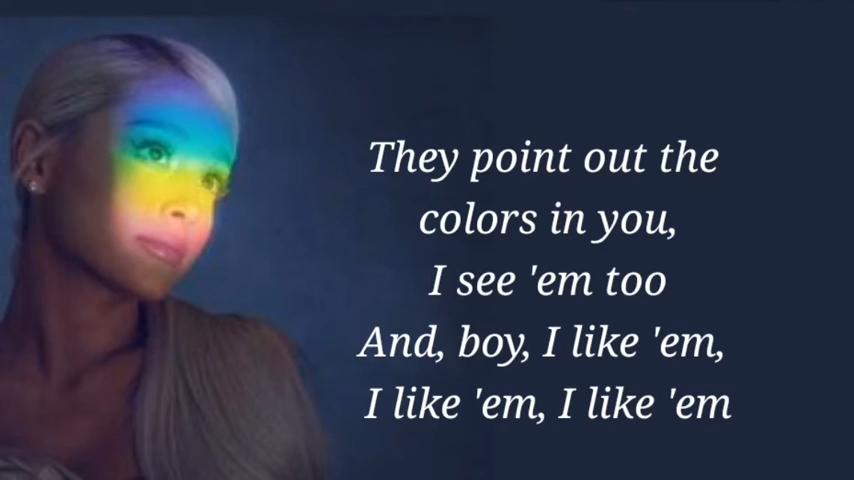 They point out the
colors in you,
I see 'em too
And, boy, I like 'em,
I like 'em, I like 'em